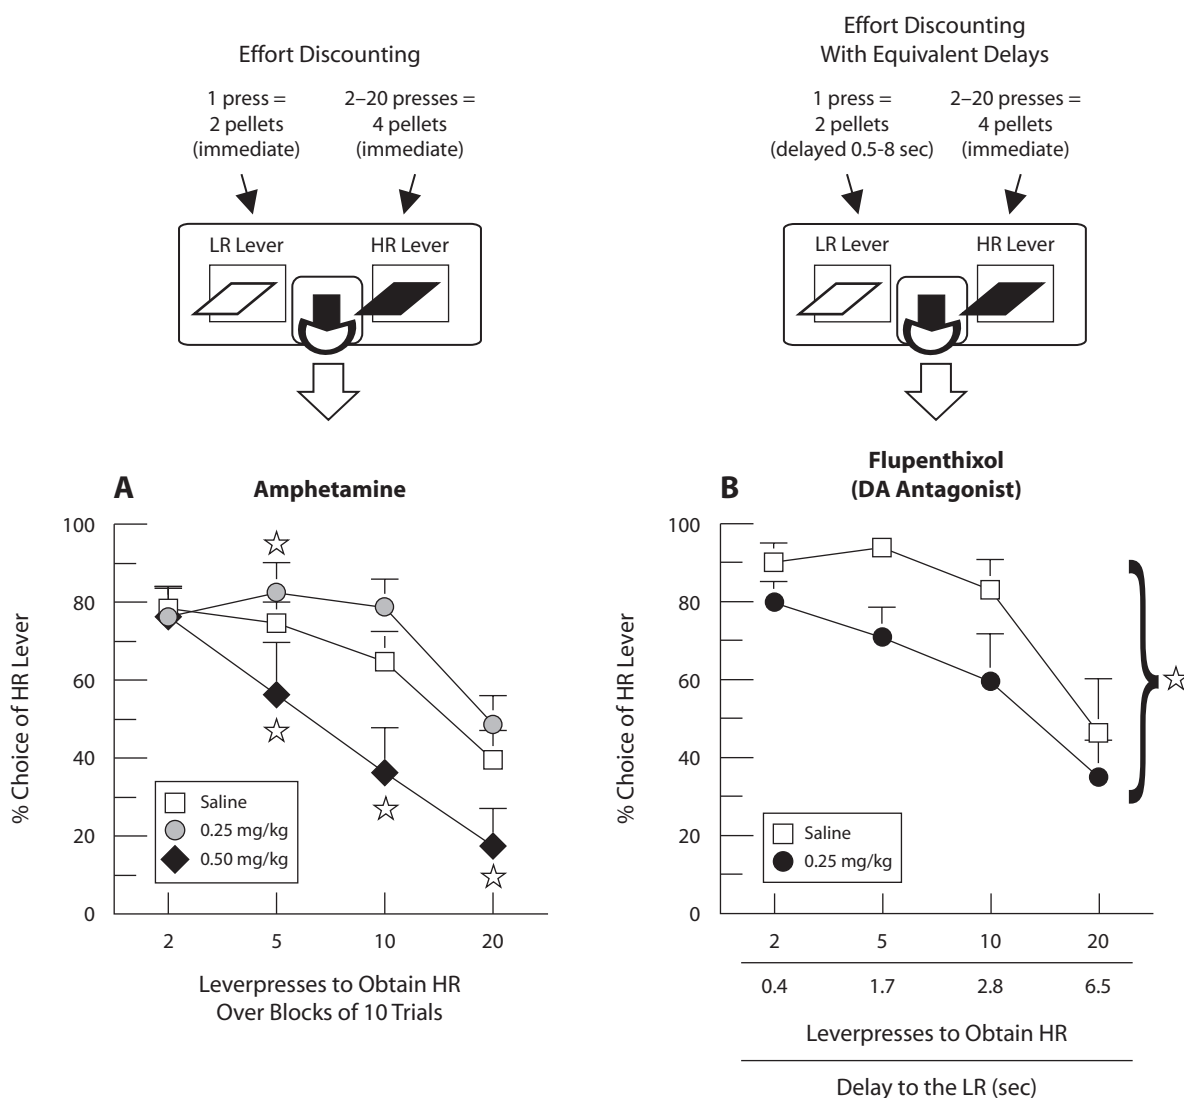 Effort Discounting
1 press =
2 pellets
(immediate)
2–20 presses =
4 pellets
(immediate)
LR Lever
HR Lever
A
Amphetamine
% Choice of HR Lever
100
80
60
40
20
0
Saline
0.25 mg/kg
0.50 mg/kg
2 5 10 20
Leverpresses to Obtain HR
Over Blocks of 10 Trials
Effort Discounting
With Equivalent Delays
1 press =
2 pellets
(delayed 0.5-8 sec)
2–20 presses =
4 pellets
(immediate)
LR Lever
HR Lever
B
Flupenthixol
(DA Antagonist)
% Choice of HR Lever
100
80
60
40
20
0
Saline
0.25 mg/kg
2 5 10 20
0.4 1.7 2.8 6.5
Leverpresses to Obtain HR
Delay to the LR (sec)